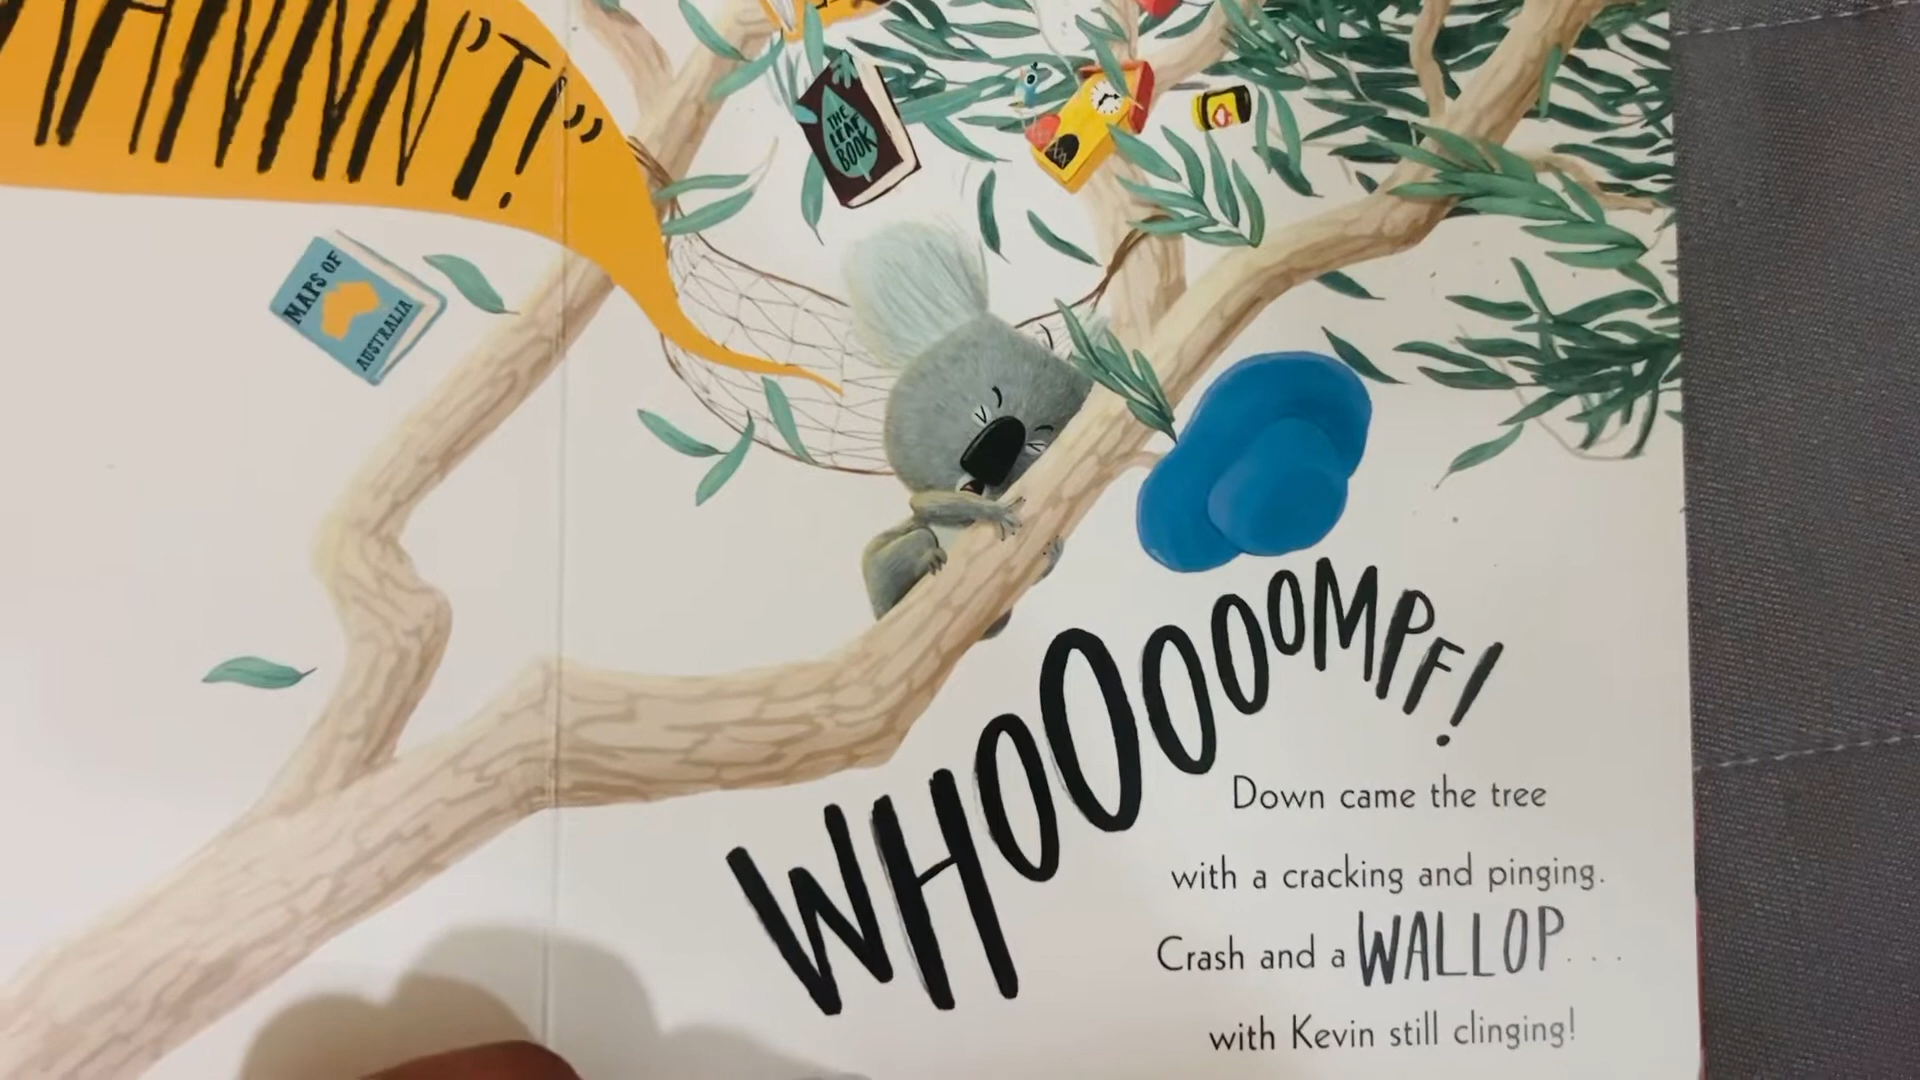 THE
LEAF
BOOK
MAPS OF
AUSTRALIA
WHOOOOOMPF!
Down came the tree
with a cracking and pinging.
Crash and a WALLOP...
with Kevin still clinging!